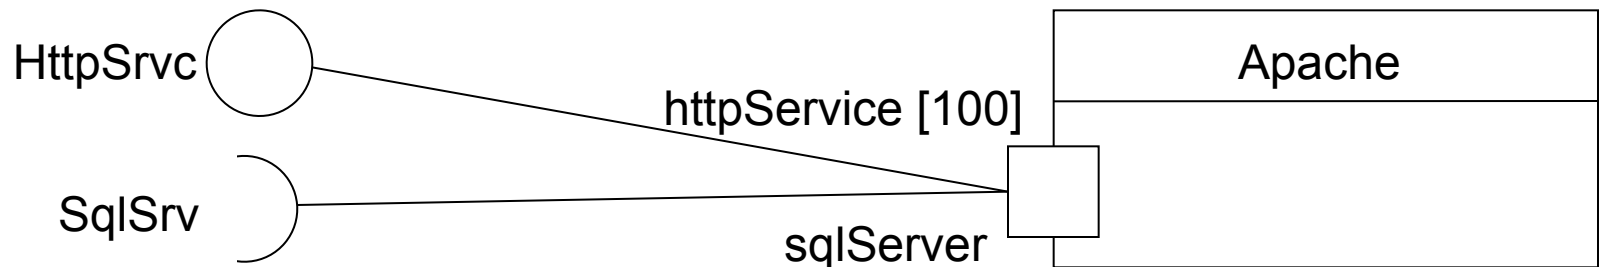 HttpSrvc
Apache
httpService [100]
SqlSrv
sqlServer